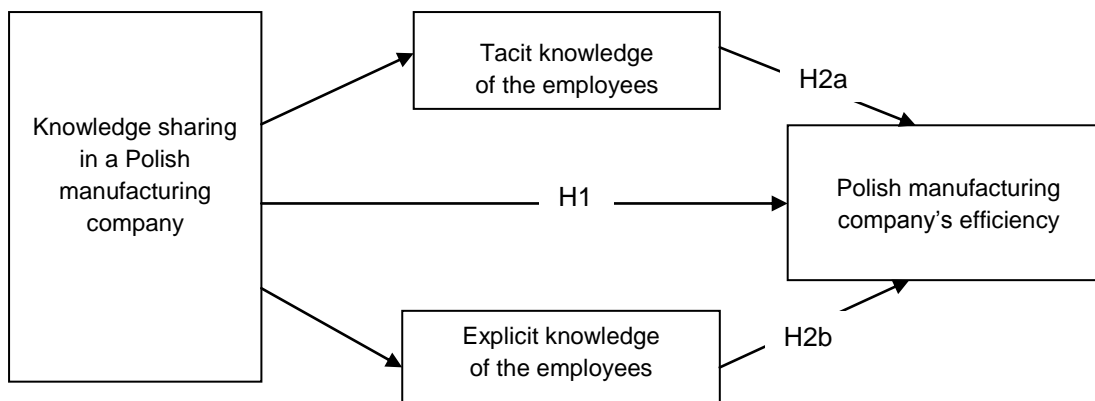 Knowledge sharing
in a Polish
manufacturing
company
Tacit knowledge
of the employees
H2a
H1
Polish manufacturing
company’s efficiency
Explicit knowledge
of the employees
H2b